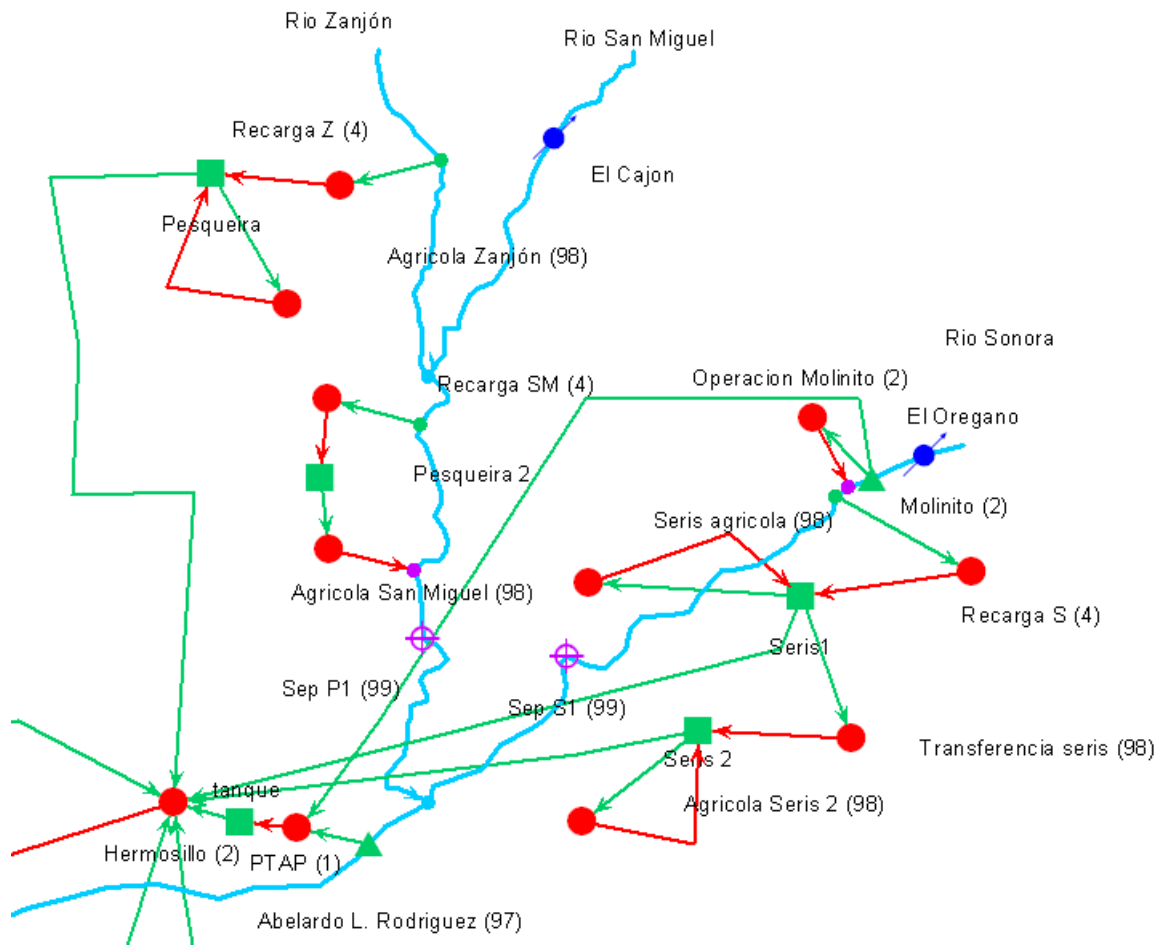 Rio Zanjón
Rio San Miguel
Recarga Z (4)
El Cajon
Pesqueira
Agricola Zanjón (98)
Rio Sonora
Recarga SM (4)
Operacion Molinito (2)
El Oregano
Pesqueira 2
Molinito (2)
Seris agricola (98)
Agricola San Miguel (98)
Recarga S (4)
Seris1
Sep P1 (99)
Sep S1 (99)
Transferencia seris (98)
Seris 2
tanque
Agricola Seris 2 (98)
Hermosillo (2)
PTAP (1)
Abelardo L. Rodriguez (97)